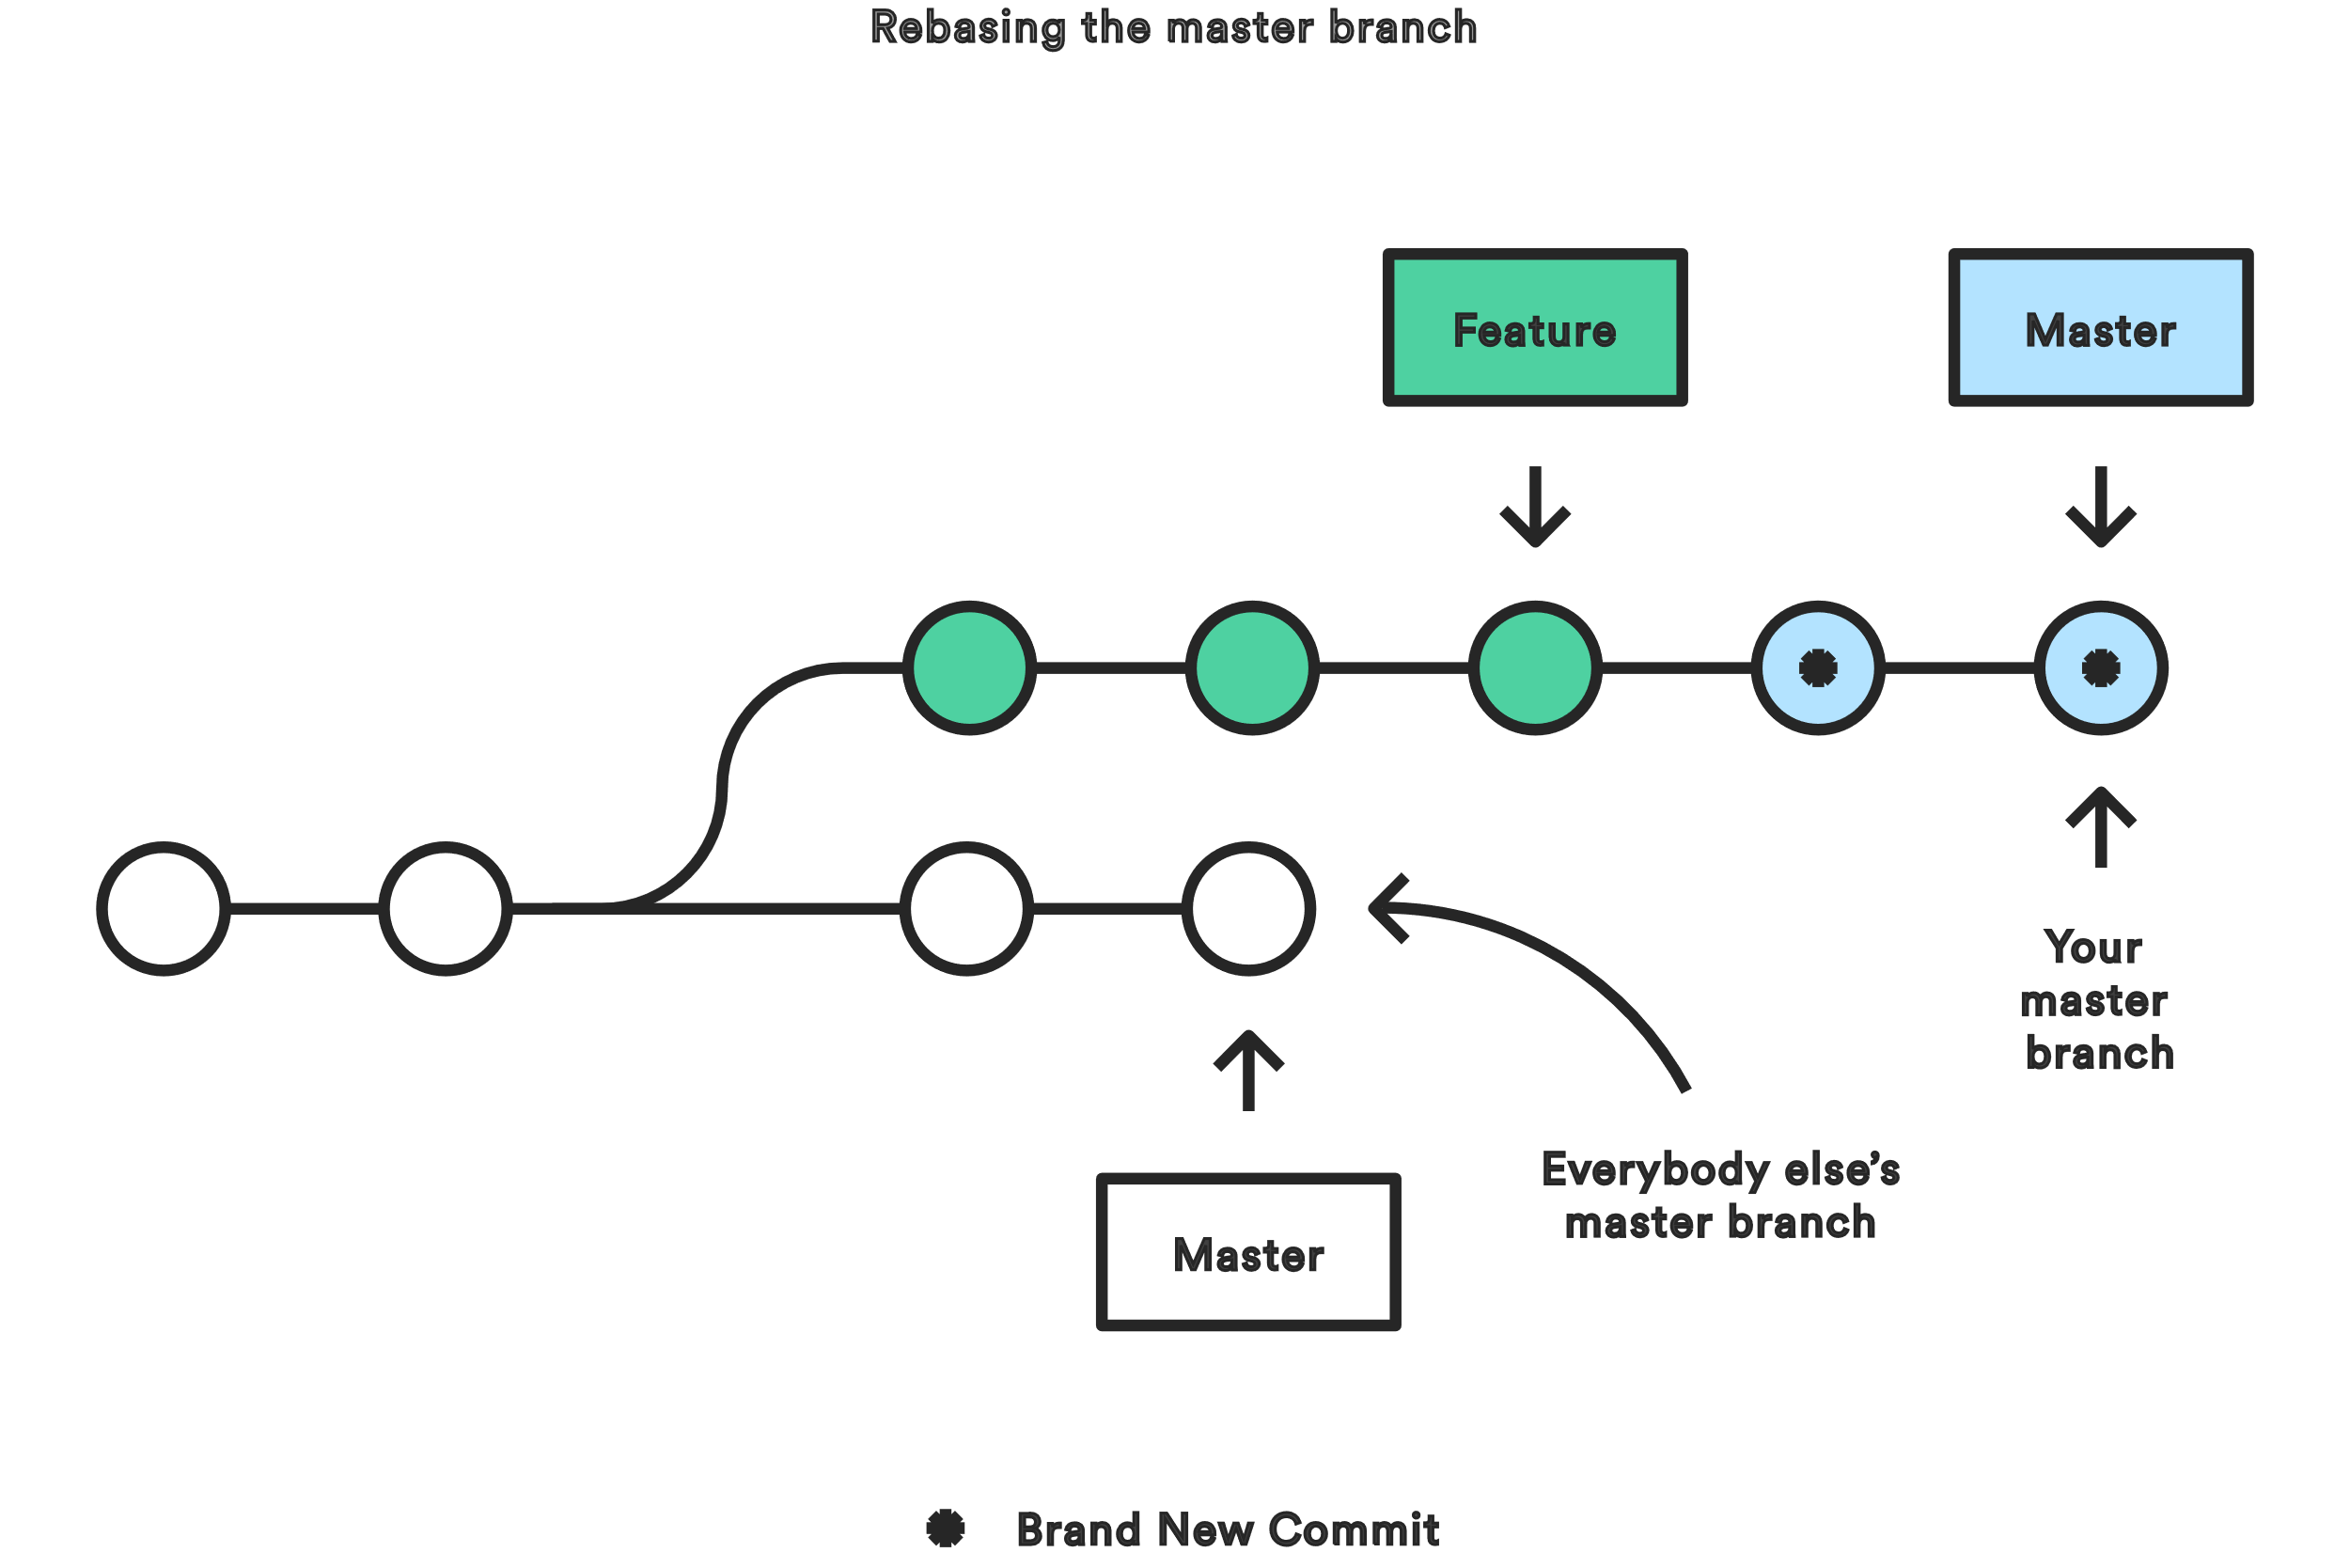 Rebasing the master branch
Feature
Master
Your
master
branch
Everybody else’s
master branch
Master
Brand New Commit